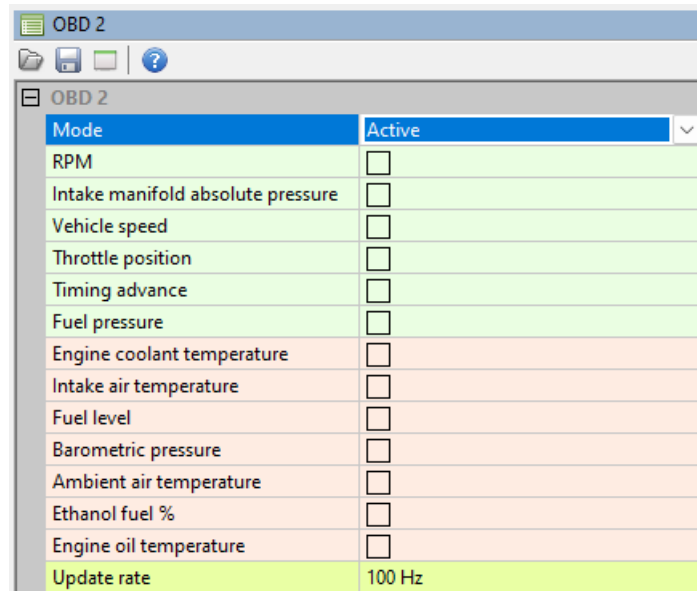 OBD 2
OBD 2
Mode Active
RPM
Intake manifold absolute pressure
Vehicle speed
Throttle position
Timing advance
Fuel pressure
Engine coolant temperature
Intake air temperature
Fuel level
Barometric pressure
Ambient air temperature
Ethanol fuel %
Engine oil temperature
Update rate 100 Hz